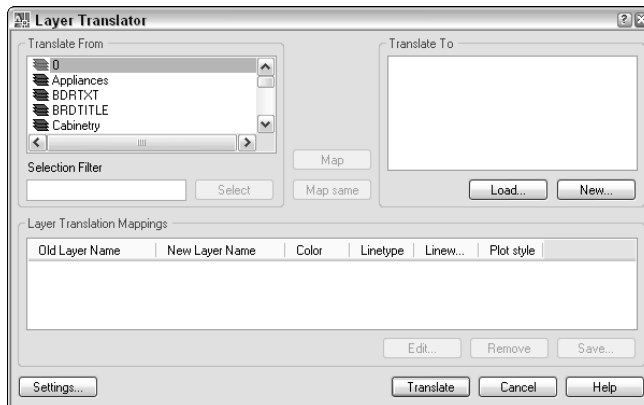 Layer Translator
Translate From
0
Appliances
BDRTXT
BRDTITLE
Cabinetry
Selection Filter
Select
Map
Map same
Translate To
Load...
New...
Layer Translation Mappings
Old Layer Name New Layer Name Color Linetype Linew... Plot style
Edit... Remove Save...
Settings... Translate Cancel Help